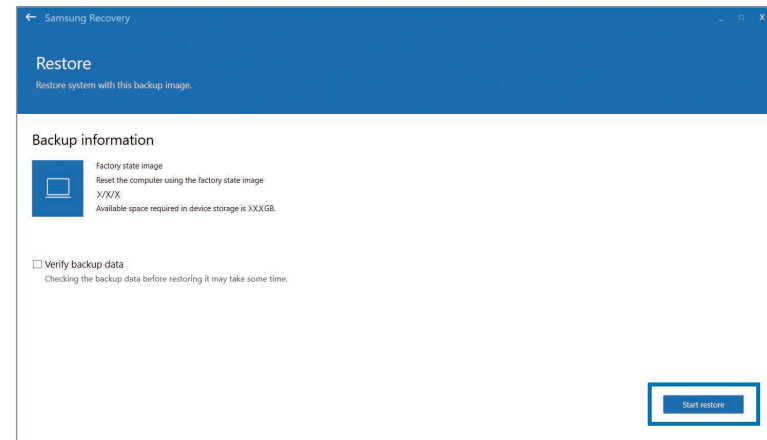 ← Samsung Recovery
_ □ X
Restore
Restore system with this backup image.
Backup information
Factory state image
Reset the computer using the factory state image
X/X/X
Available space required in device storage is XX.XGB.
Verify backup data
Checking the backup data before restoring it may take some time.
Start restore